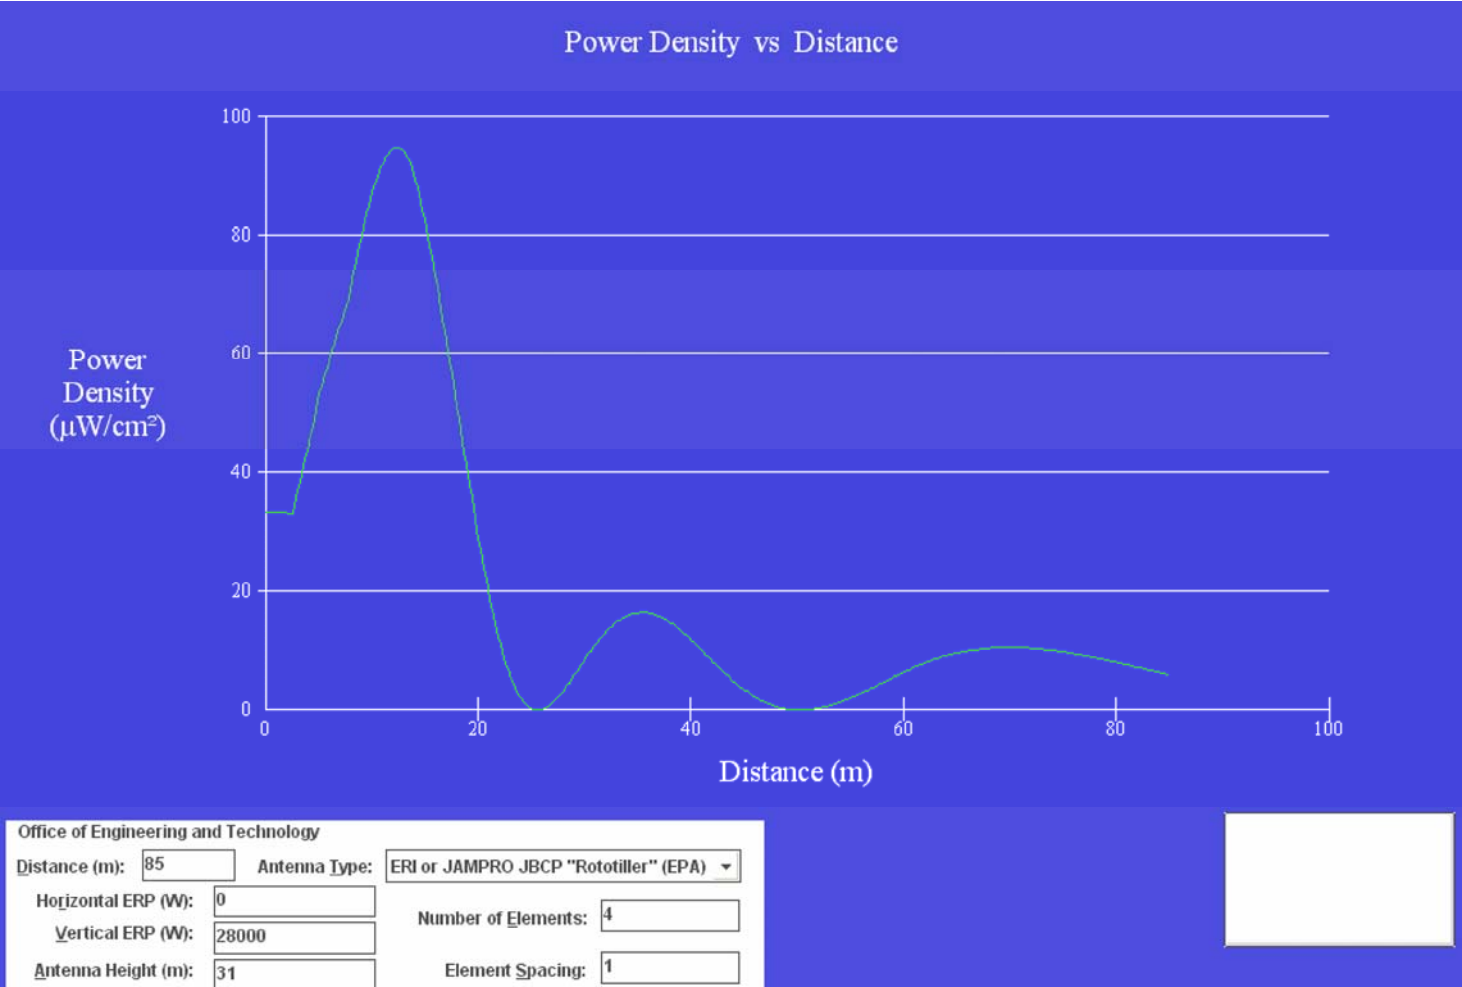 Power Density vs Distance
100
80
60
40
20
0
Power
Density
(µW/cm²)
0 20 40 60 80 100
Distance (m)
Office of Engineering and Technology
Distance (m): 85 Antenna Type: ERI or JAMPRO JBCP "Rototiller" (EPA)
Horizontal ERP (W): 0
Number of Elements: 4
Vertical ERP (W): 28000
Antenna Height (m): 31
Element Spacing: 1